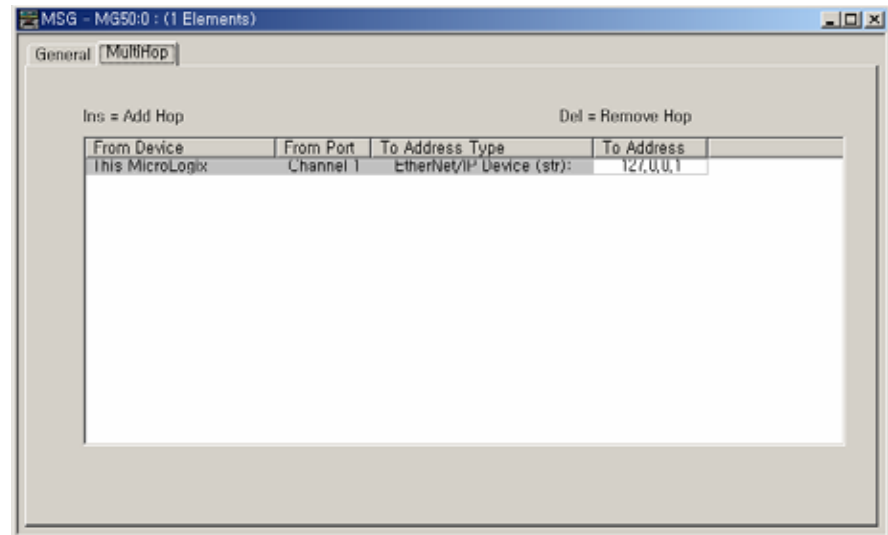 MSG - MG50:0 : (1 Elements)
General MultiHop
Ins = Add Hop Del = Remove Hop
From Device From Port To Address Type To Address
This MicroLogix Channel 1 EtherNet/IP Device (str): 127,0,0,1